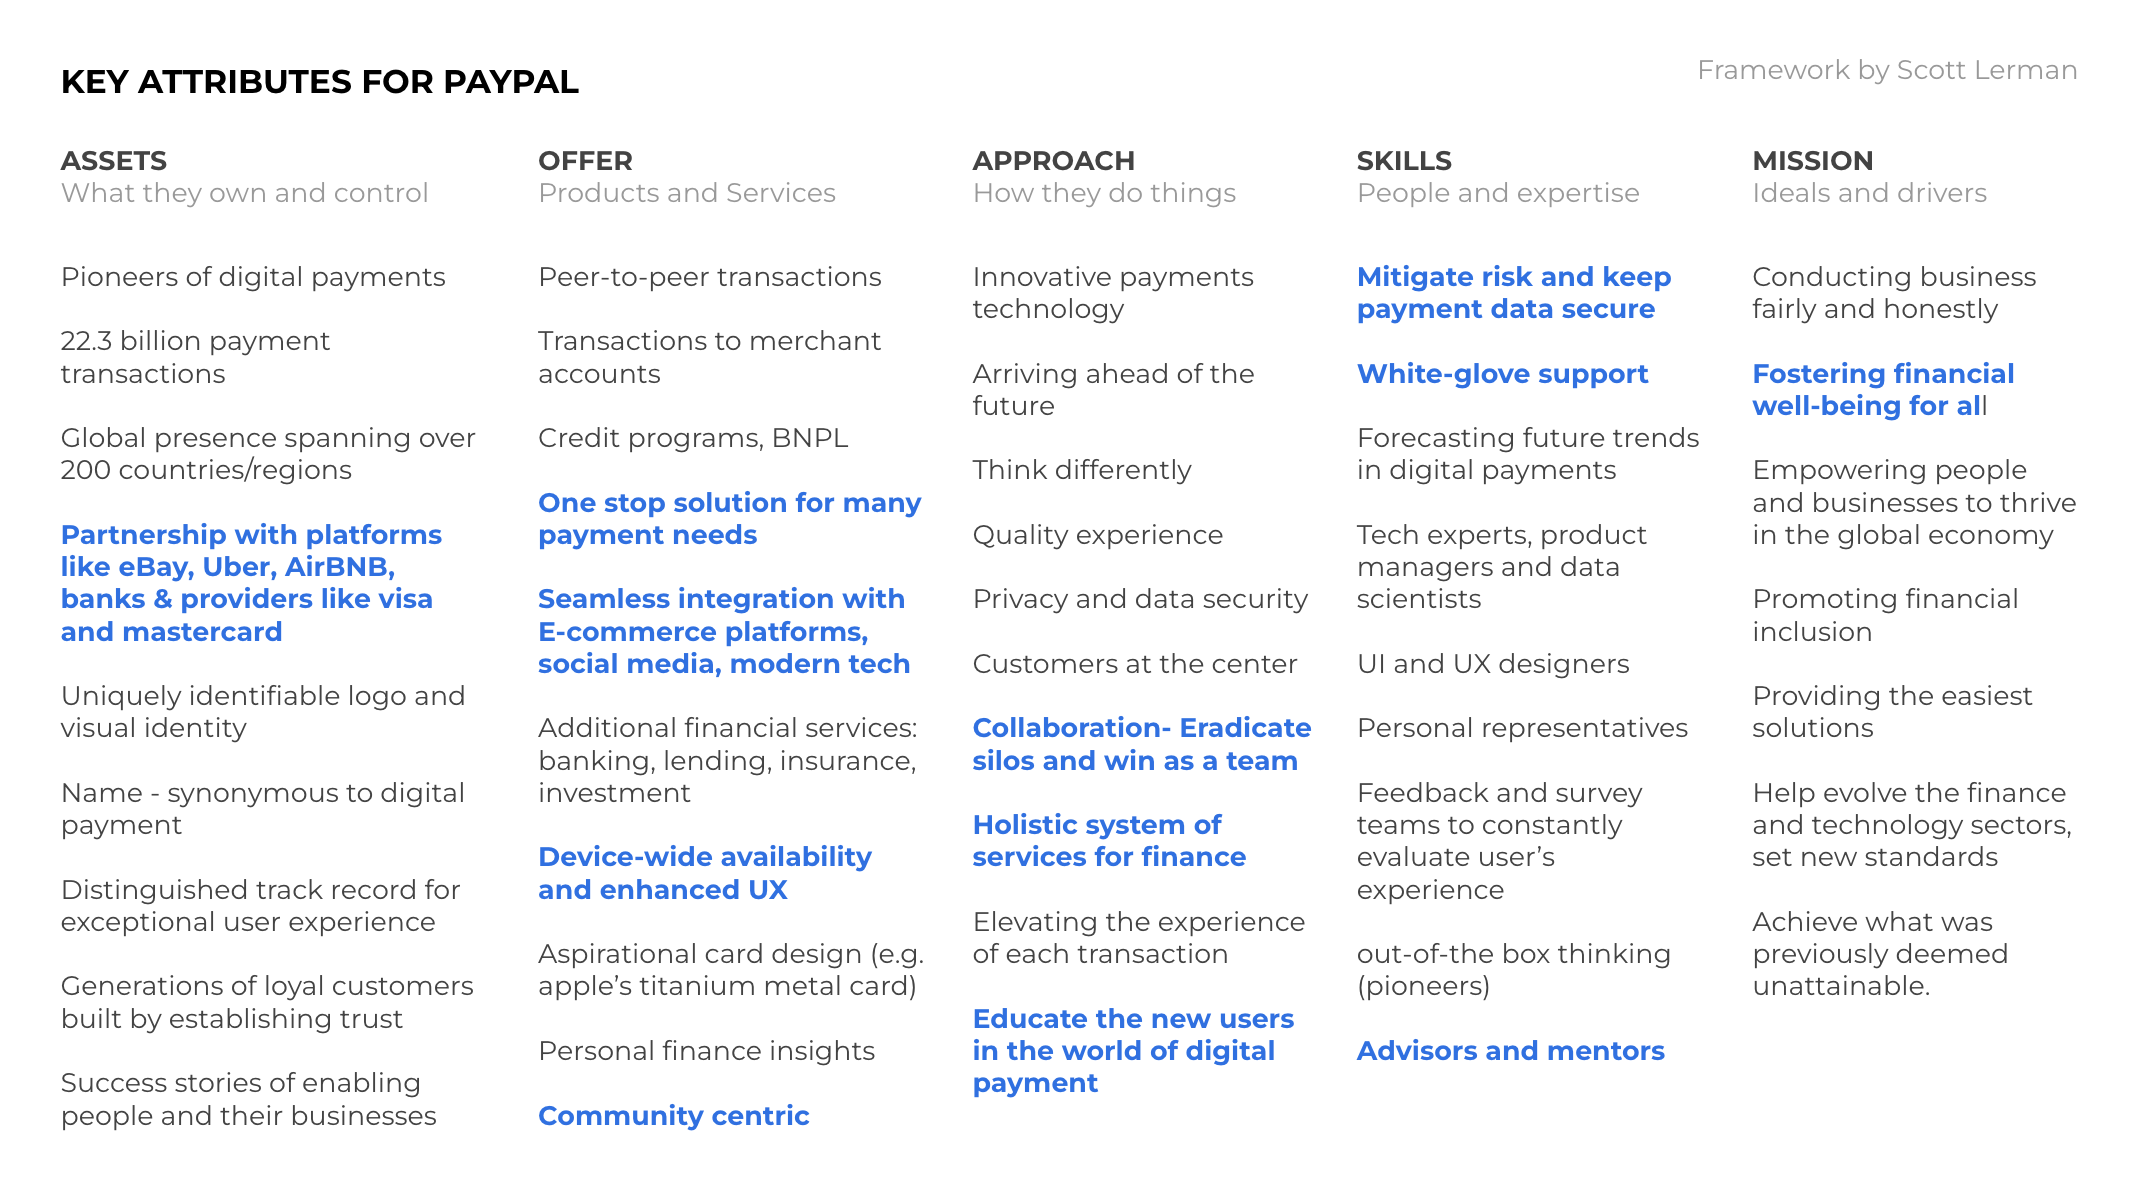 KEY ATTRIBUTES FOR PAYPAL
Framework by Scott Lerman
ASSETS
What they own and control
Pioneers of digital payments
22.3 billion payment
transactions
Global presence spanning over
200 countries/regions
Partnership with platforms
like eBay, Uber, AirBNB,
banks & providers like visa
and mastercard
Uniquely identifiable logo and
visual identity
Name - synonymous to digital
payment
Distinguished track record for
exceptional user experience
Generations of loyal customers
built by establishing trust
Success stories of enabling
people and their businesses
OFFER
Products and Services
Peer-to-peer transactions
Transactions to merchant
accounts
Credit programs, BNPL
One stop solution for many
payment needs
Seamless integration with
E-commerce platforms,
social media, modern tech
Additional financial services:
banking, lending, insurance,
investment
Device-wide availability
and enhanced UX
Aspirational card design (e.g.
apple’s titanium metal card)
Personal finance insights
Community centric
APPROACH
How they do things
Innovative payments
technology
Arriving ahead of the
future
Think differently
Quality experience
Privacy and data security
Customers at the center
Collaboration- Eradicate
silos and win as a team
Holistic system of
services for finance
Elevating the experience
of each transaction
Educate the new users
in the world of digital
payment
SKILLS
People and expertise
Mitigate risk and keep
payment data secure
White-glove support
Forecasting future trends
in digital payments
Tech experts, product
managers and data
scientists
UI and UX designers
Personal representatives
Feedback and survey
teams to constantly
evaluate user’s
experience
out-of-the box thinking
(pioneers)
Advisors and mentors
MISSION
Ideals and drivers
Conducting business
fairly and honestly
Fostering financial
well-being for all
Empowering people
and businesses to thrive
in the global economy
Promoting financial
inclusion
Providing the easiest
solutions
Help evolve the finance
and technology sectors,
set new standards
Achieve what was
previously deemed
unattainable.